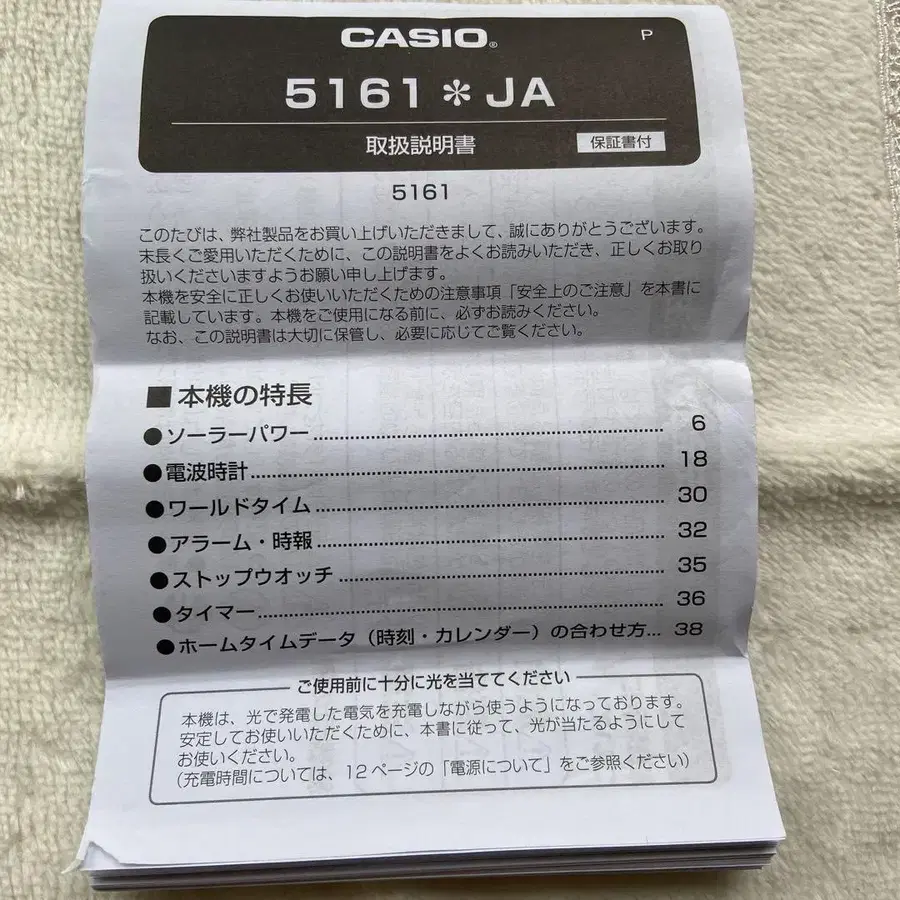 CASIO®
P
5161＊JA
取扱説明書
保証書付
5161
このたびは、弊社製品をお買い上げいただきまして、誠にありがとうございます。
末長くご愛用いただくために、この説明書をよくお読みいただき、正しくお取り
扱いくださいますようお願い申し上げます。
本機を安全に正しくお使いいただくための注意事項「安全上のご注意」を本書に
記載しています。本機をご使用になる前に、必ずお読みください。
なお、この説明書は大切に保管し、必要に応じてご覧ください。
■本機の特長
●ソーラーパワー 6
●電波時計 18
●ワールドタイム 30
●アラーム・時報 32
●ストップウオッチ 35
●タイマー 36
●ホームタイムデータ（時刻・カレンダー）の合わせ方… 38
ご使用前に十分に光を当ててください
本機は、光で発電した電気を充電しながら使うようになっております。
安定してお使いいただくために、本書に従って、光が当たるようにして
お使いください。
(充電時間については、12ページの「電源について」をご参照ください)